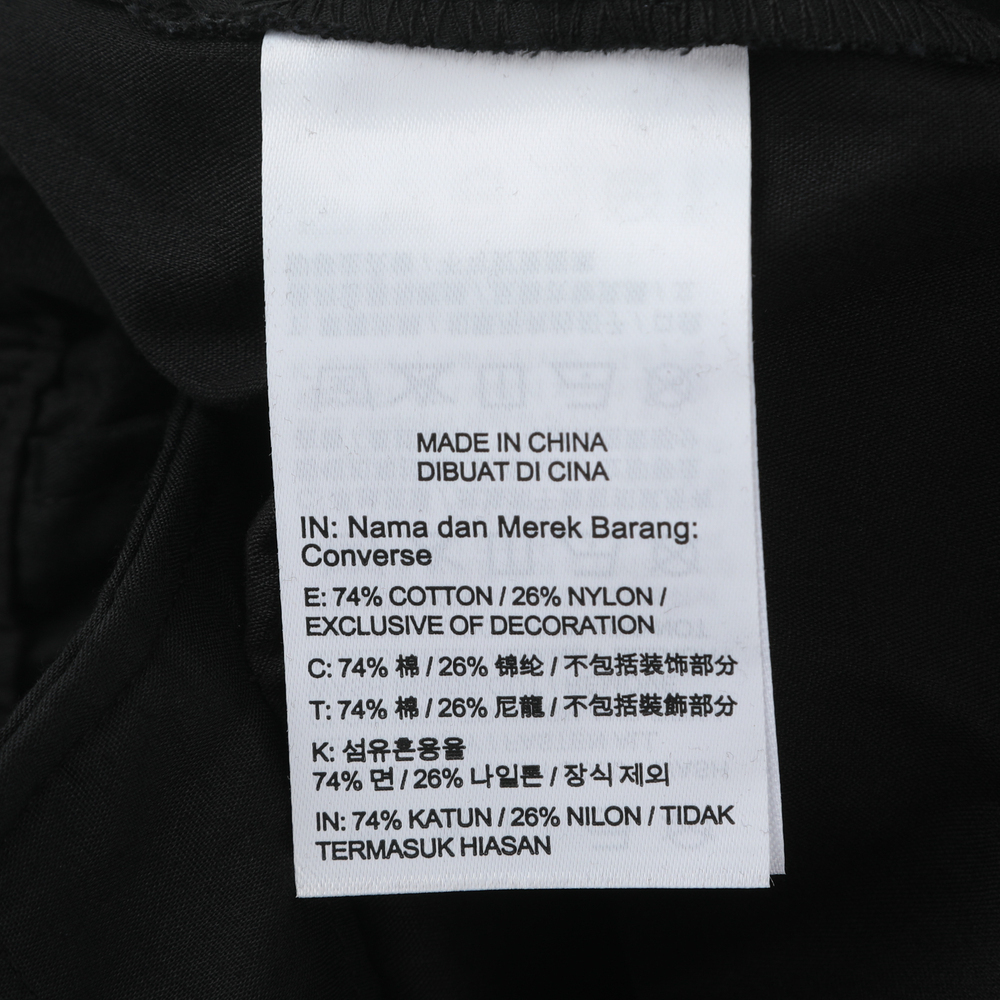 MADE IN CHINA
DIBUAT DI CINA
IN: Nama dan Merek Barang:
Converse
E: 74% COTTON / 26% NYLON /
EXCLUSIVE OF DECORATION
C: 74% 棉 / 26% 锦纶 / 不包括装饰部分
T: 74% 棉 / 26% 尼龍 / 不包括裝飾部分
K: 섬유혼용율
74% 면 / 26% 나일론 / 장식 제외
IN: 74% KATUN / 26% NILON / TIDAK
TERMASUK HIASAN